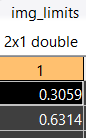 img_limits
2x1 double
1
0.3059
0.6314